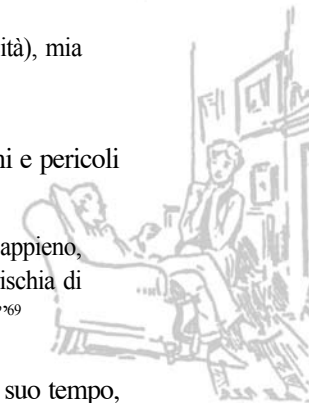 ità), mia
ni e pericoli
appieno,
ischia di
”69
suo tempo,